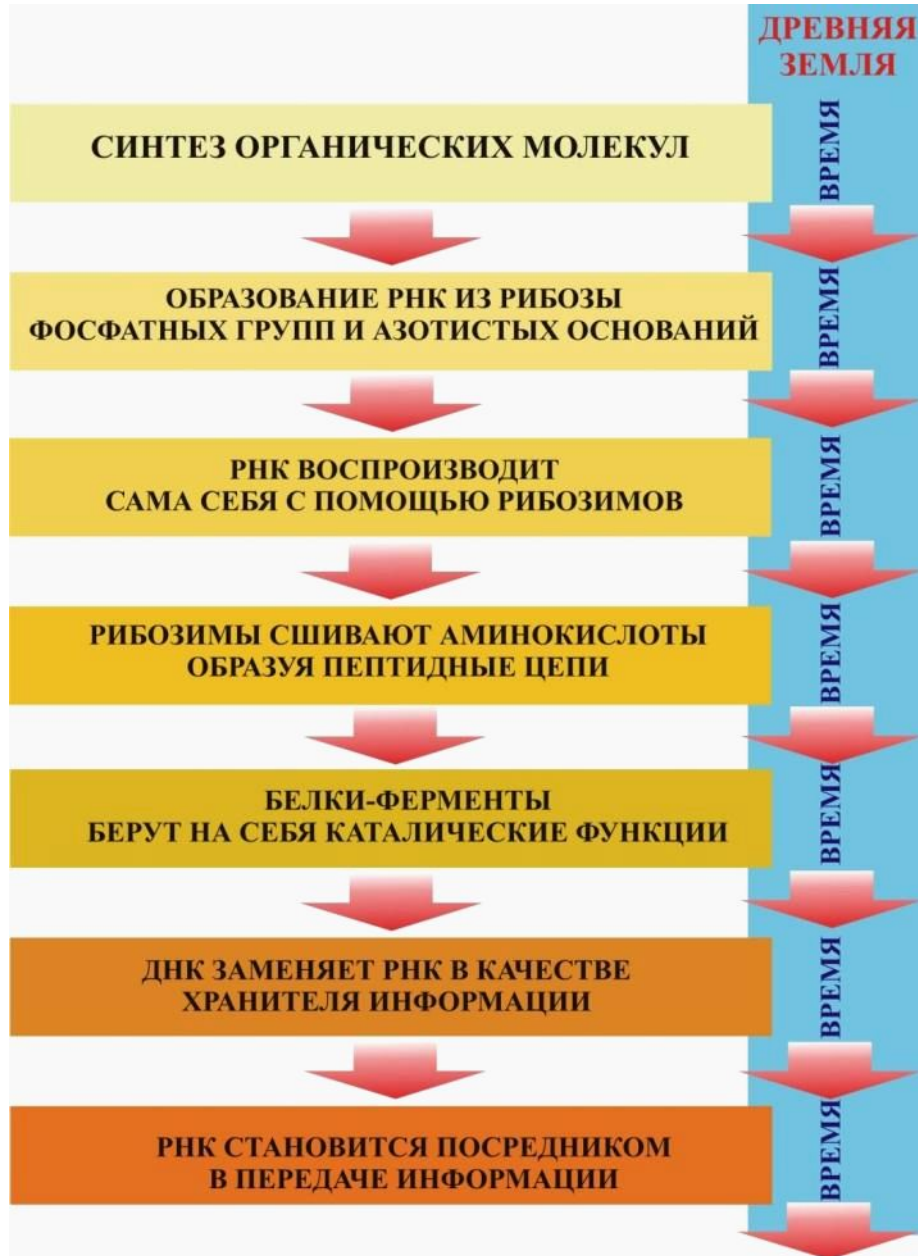 ДРЕВНЯЯ
ЗЕМЛЯ
СИНТЕЗ ОРГАНИЧЕСКИХ МОЛЕКУЛ
ВРЕМЯ
ОБРАЗОВАНИЕ РНК ИЗ РИБОЗЫ
ФОСФАТНЫХ ГРУПП И АЗОТИСТЫХ ОСНОВАНИЙ
ВРЕМЯ
РНК ВОСПРОИЗВОДИТ
САМА СЕБЯ С ПОМОЩЬЮ РИБОЗИМОВ
ВРЕМЯ
РИБОЗИМЫ СШИВАЮТ АМИНОКИСЛОТЫ
ОБРАЗУЯ ПЕПТИДНЫЕ ЦЕПИ
ВРЕМЯ
БЕЛКИ-ФЕРМЕНТЫ
БЕРУТ НА СЕБЯ КАТАЛИЧЕСКИЕ ФУНКЦИИ
ВРЕМЯ
ДНК ЗАМЕНЯЕТ РНК В КАЧЕСТВЕ
ХРАНИТЕЛЯ ИНФОРМАЦИИ
ВРЕМЯ
РНК СТАНОВИТСЯ ПОСРЕДНИКОМ
В ПЕРЕДАЧЕ ИНФОРМАЦИИ
ВРЕМЯ